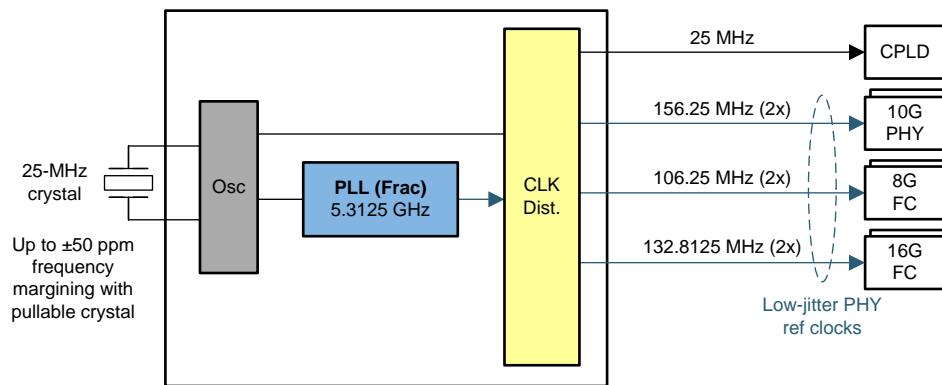 25-MHz
crystal
Up to ±50 ppm
frequency
margining with
pullable crystal
Osc
PLL (Frac)
5.3125 GHz
CLK
Dist.
25 MHz
156.25 MHz (2x)
106.25 MHz (2x)
132.8125 MHz (2x)
Low-jitter PHY
ref clocks
CPLD
10G
PHY
8G
FC
16G
FC